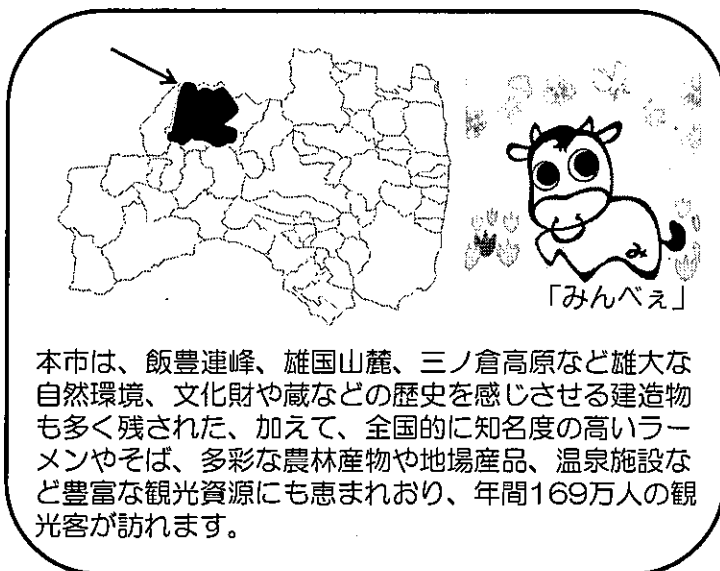 み
「みんべぇ」
本市は、飯豊連峰、雄国山麓、三ノ倉高原など雄大な
自然環境、文化財や蔵などの歴史を感じさせる建造物
も多く残された、加えて、全国的に知名度の高いラー
メンやそば、多彩な農林産物や地場産品、温泉施設な
ど豊富な観光資源にも恵まれおり、年間169万人の観
光客が訪れます。